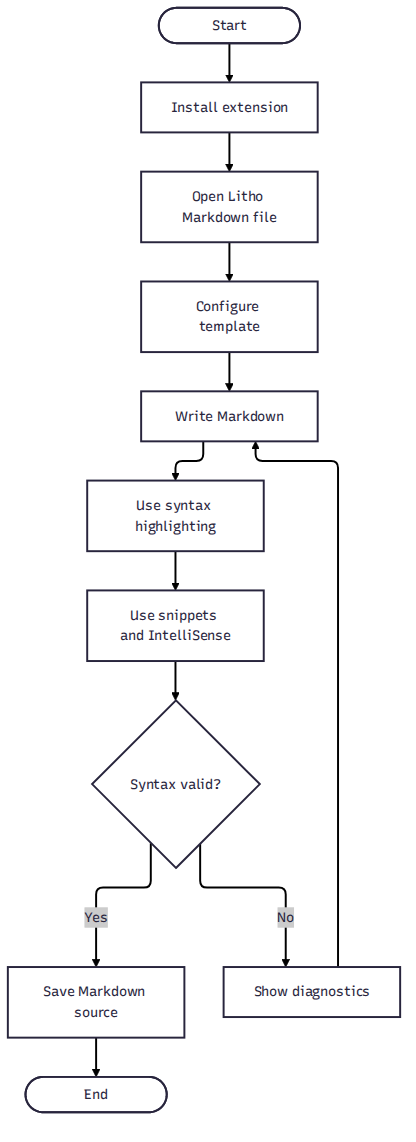 Start
Install extension
Open Litho
Markdown file
Configure
template
Write Markdown
Use syntax
highlighting
Use snippets
and IntelliSense
Syntax valid?
Yes
No
Save Markdown
source
Show diagnostics
End